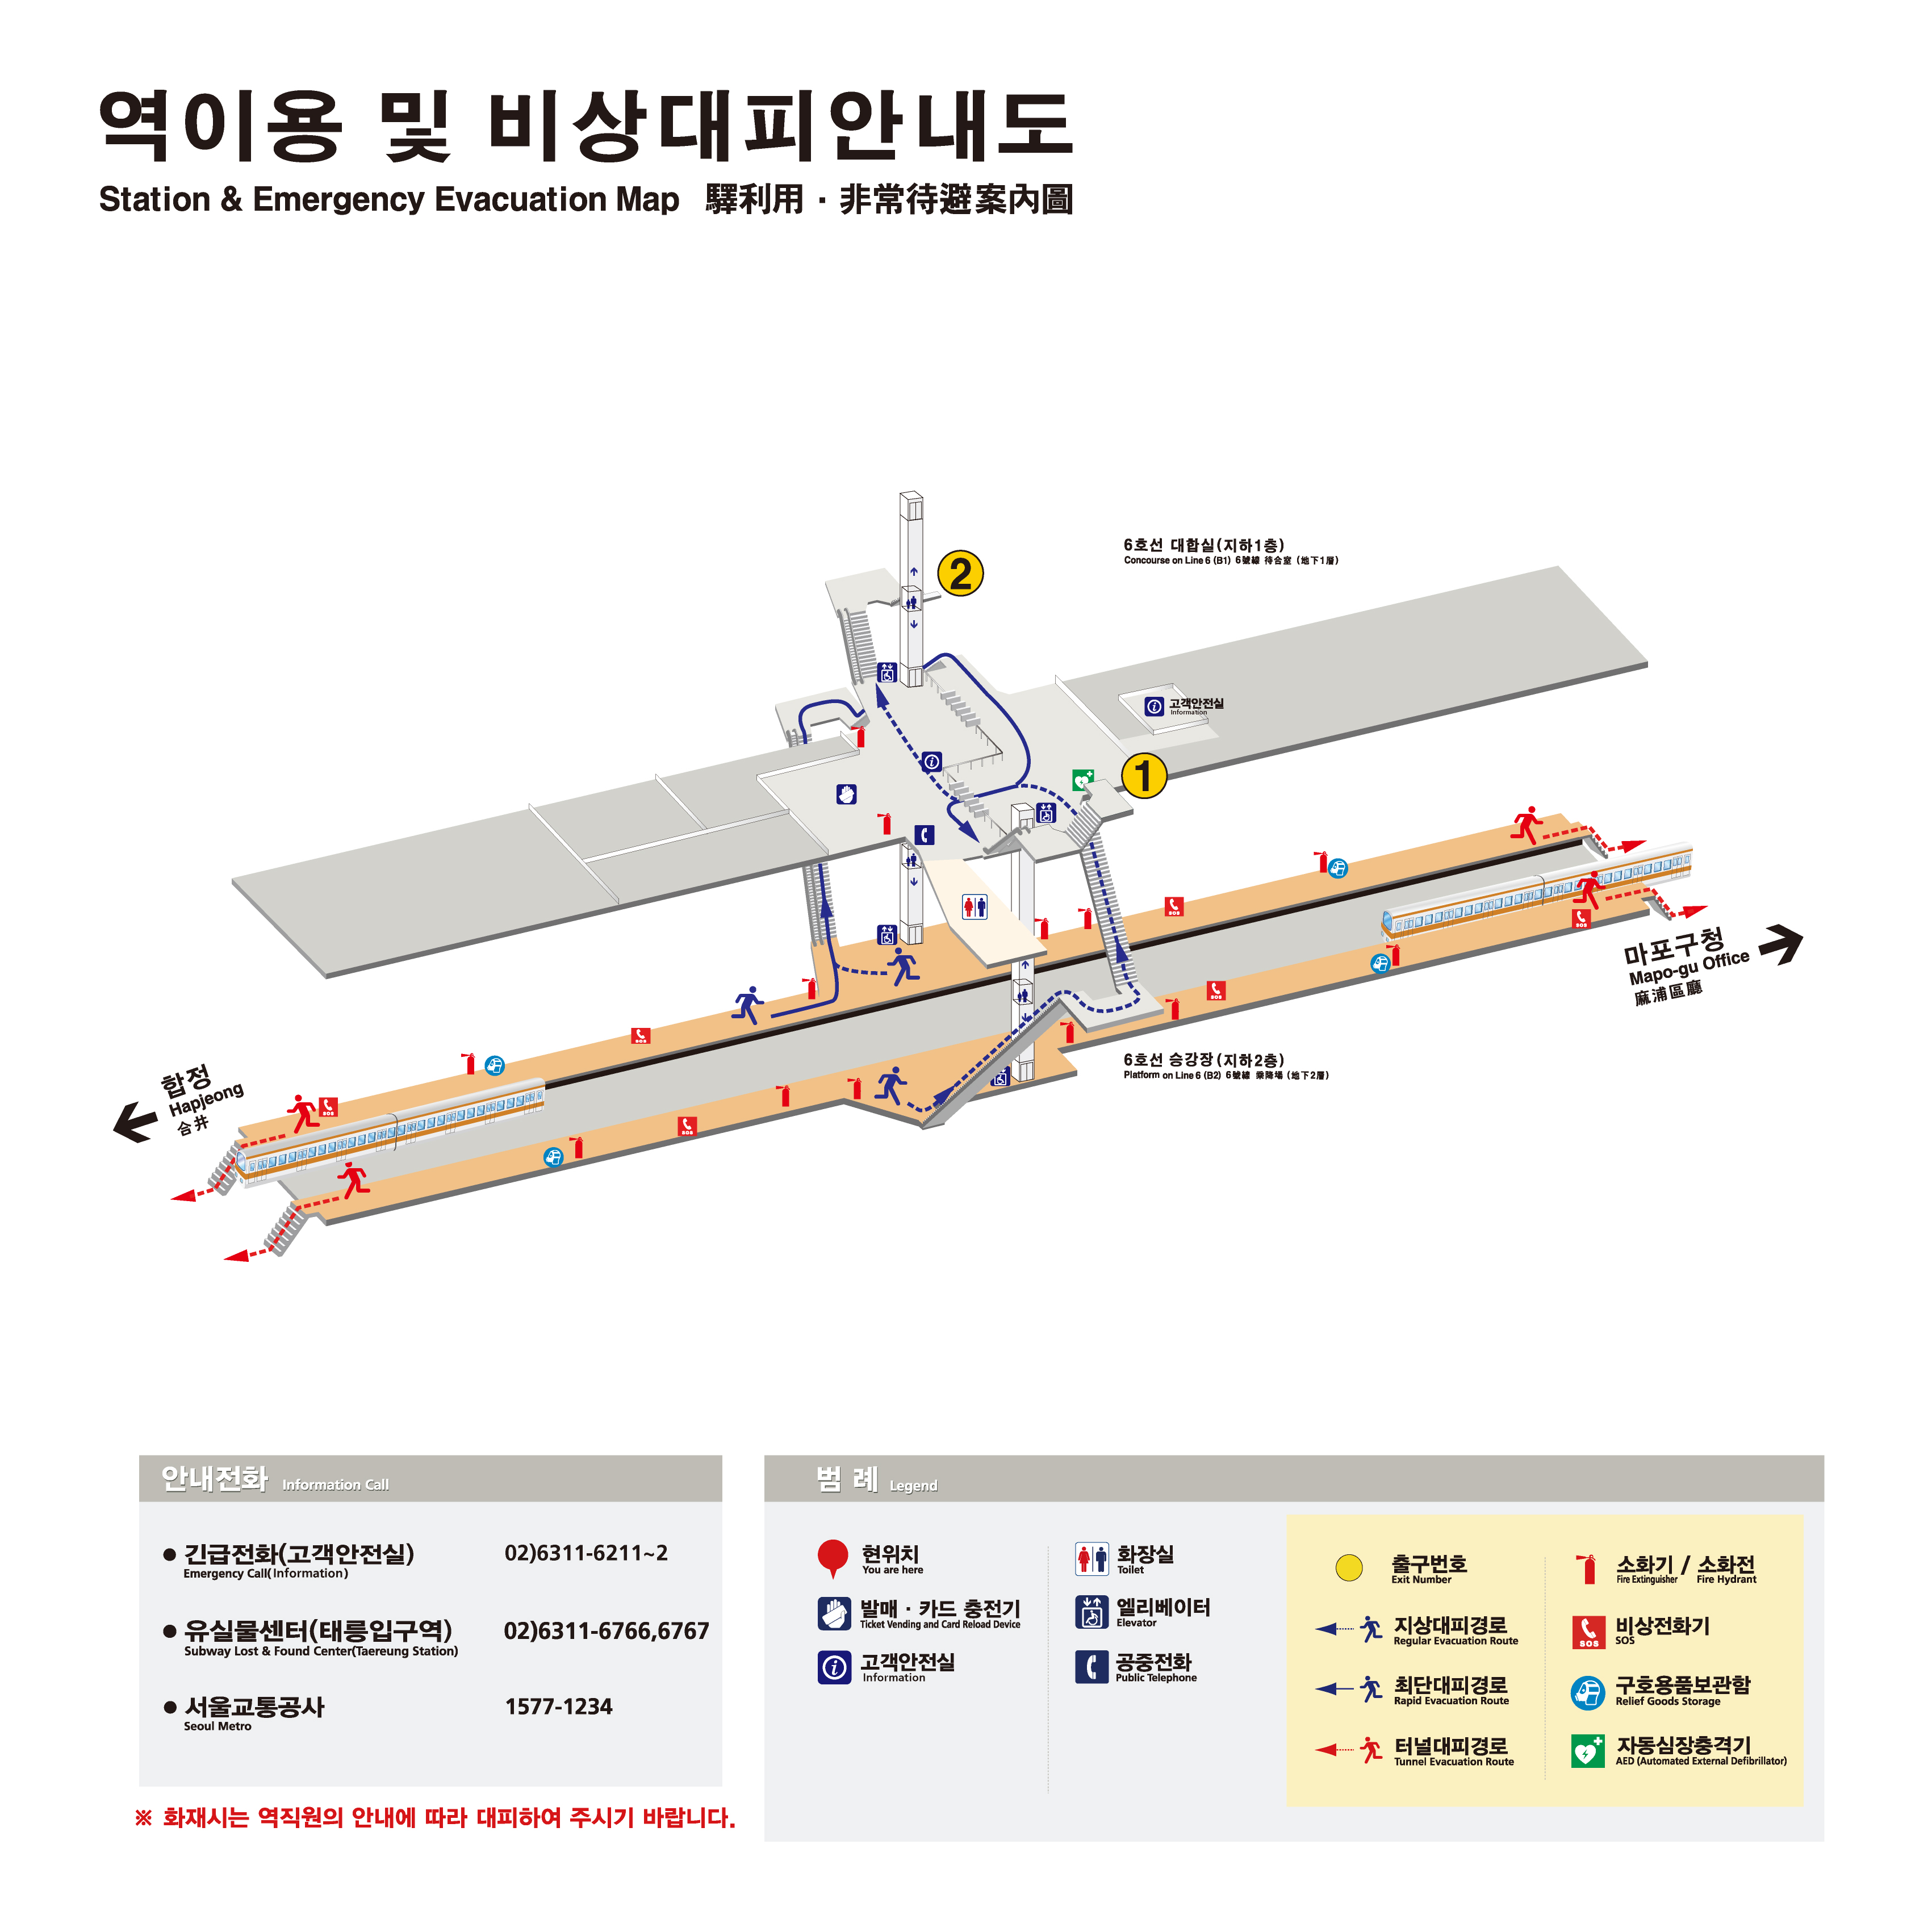 역이용 및 비상대피안내도
Station & Emergency Evacuation Map 驛利用 · 非常待避案內圖
2
6호선 대합실(지하1층)
Concourse on Line 6 (B1) 6號線 待合室 (地下1層)
고객안전실
Information
1
마포구청
Mapo-gu Office
麻浦區廳
SOS
SOS
SOS
SOS
6호선 승강장(지하2층)
Platform on Line 6 (B2) 6號線 乘降場 (地下2層)
합정
Hapjeong
合井
SOS
SOS
안내전화 Information Call
● 긴급전화(고객안전실) 02)6311-6211~2
Emergency Call(Information)
● 유실물센터(태릉입구역) 02)6311-6766,6767
Subway Lost & Found Center(Taereung Station)
● 서울교통공사 1577-1234
Seoul Metro
※ 화재시는 역직원의 안내에 따라 대피하여 주시기 바랍니다.
범 례 Legend
현위치
You are here
발매 · 카드 충전기
Ticket Vending and Card Reload Device
고객안전실
Information
화장실
Toilet
엘리베이터
Elevator
공중전화
Public Telephone
출구번호
Exit Number
지상대피경로
Regular Evacuation Route
최단대피경로
Rapid Evacuation Route
터널대피경로
Tunnel Evacuation Route
소화기 / 소화전
Fire Extinguisher Fire Hydrant
SOS
비상전화기
SOS
구호용품보관함
Relief Goods Storage
자동심장충격기
AED (Automated External Defibrillator)